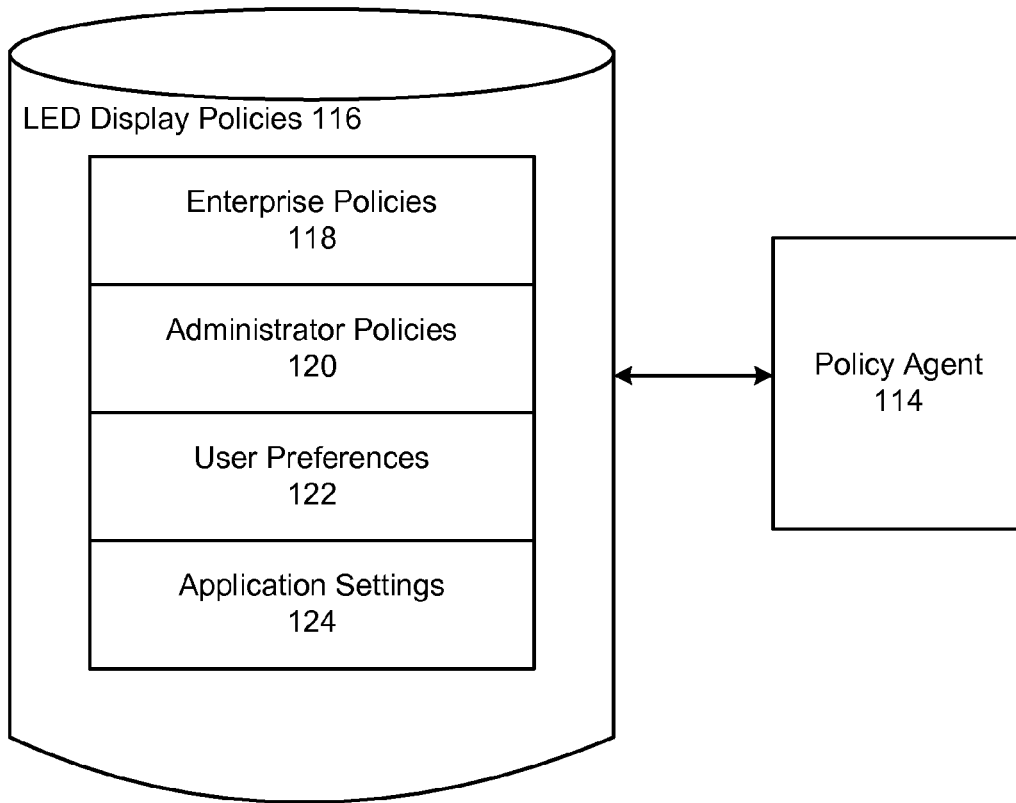 LED Display Policies 116
Enterprise Policies
118
Administrator Policies
120
User Preferences
122
Application Settings
124
Policy Agent
114